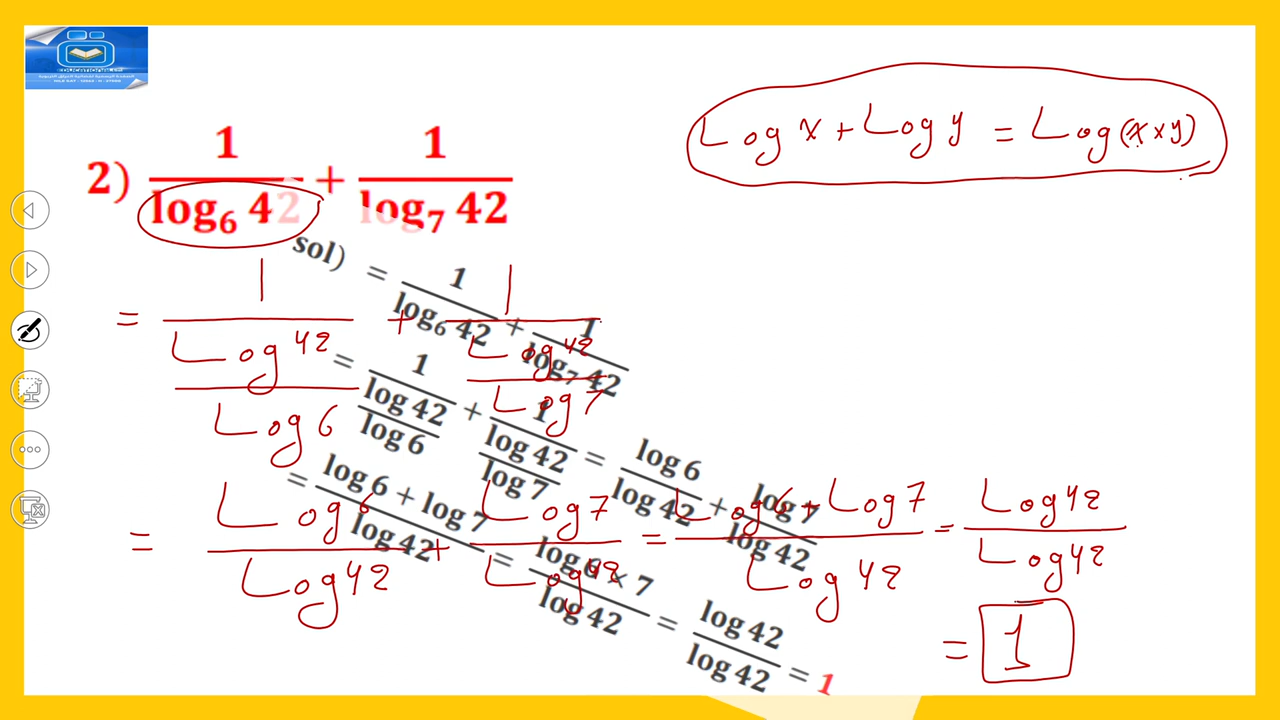 EDUCATIONAL
Log x + Log y = Log (x × y)
2) 1/log₆ 42 + 1/log₇ 42
sol) = 1/log₆ 42 + 1/log₇ 42
= 1/(log 42/log 6) + 1/(log 42/log 7) = log 6/log 42 + log 7/log 42
= (log 6 + log 7)/log 42 = log 6 × 7/log 42 = log 42/log 42 = 1
= 1/(Log 42/Log 6) + 1/(Log 42/Log 7)
= Log 6/Log 42 + Log 7/Log 42 = (Log 6 + Log 7)/Log 42 = Log 42/Log 42
= 1